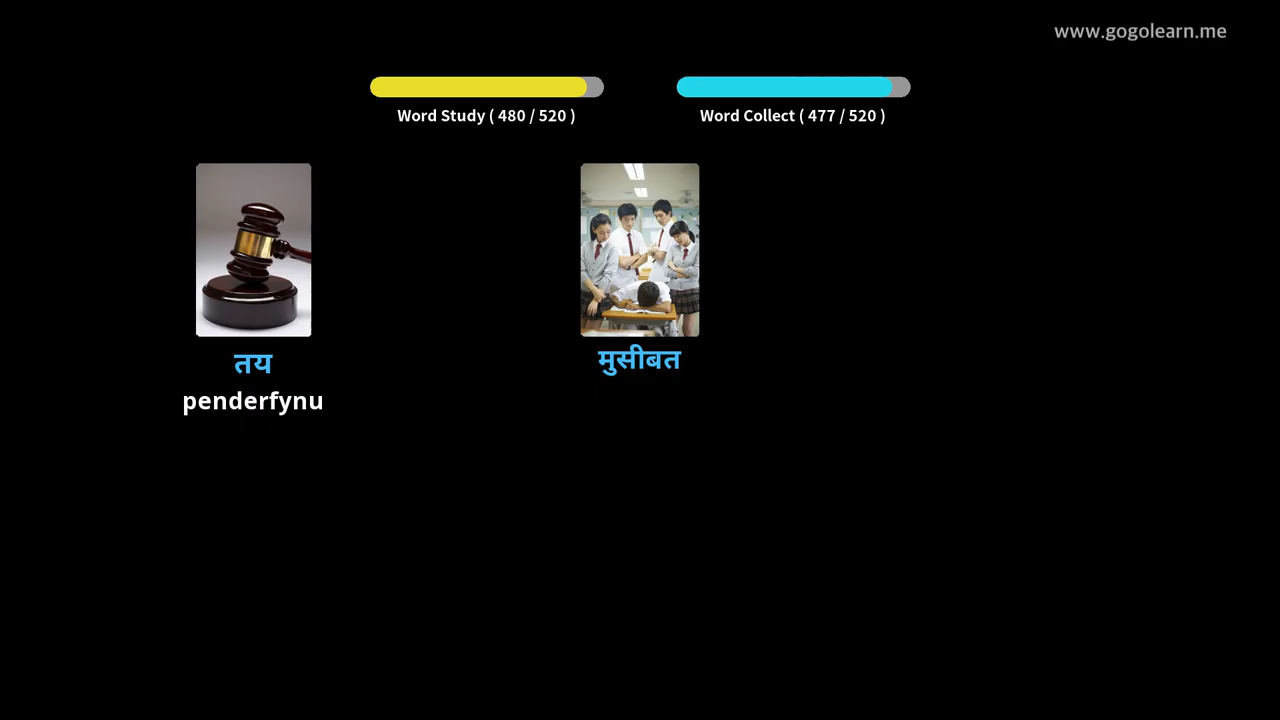 www.gogolearn.me
Word Study ( 480 / 520 )
Word Collect ( 477 / 520 )
तय
मुसीबत
penderfynu